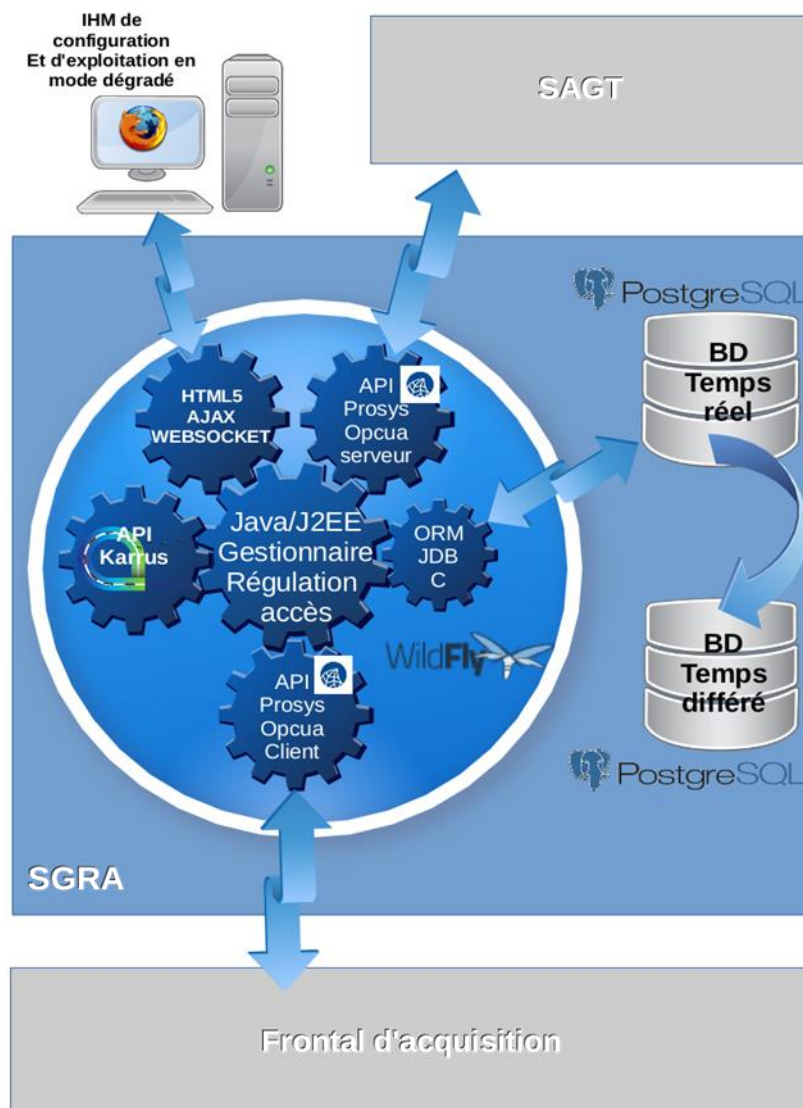 IHM de
configuration
Et d'exploitation en
mode dégradé
SAGT
PostgreSQL
BD
Temps
réel
HTML5
AJAX
WEBSOCKET
API
Prosys
Opcua
serveur
API
Karrus
Java/J2EE
Gestionnaire
Régulation
accès
ORM
JDB
C
WildFly
API
Prosys
Opcua
Client
BD
Temps
différé
PostgreSQL
SGRA
Frontal d'acquisition